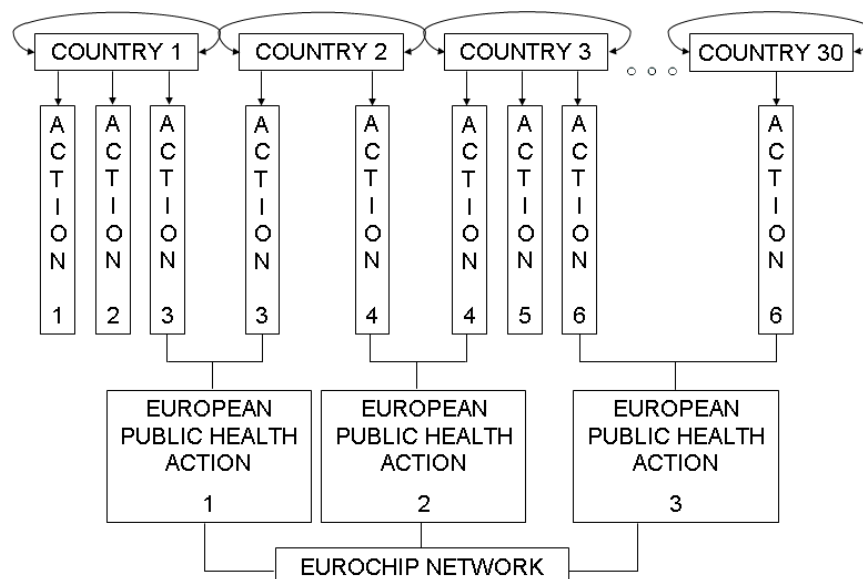 COUNTRY 1
COUNTRY 2
COUNTRY 3
COUNTRY 30
ACTION 1
ACTION 2
ACTION 3
ACTION 3
ACTION 4
ACTION 4
ACTION 5
ACTION 6
ACTION 6
EUROPEAN
PUBLIC HEALTH
ACTION
1
EUROPEAN
PUBLIC HEALTH
ACTION
2
EUROPEAN
PUBLIC HEALTH
ACTION
3
EUROCHIP NETWORK